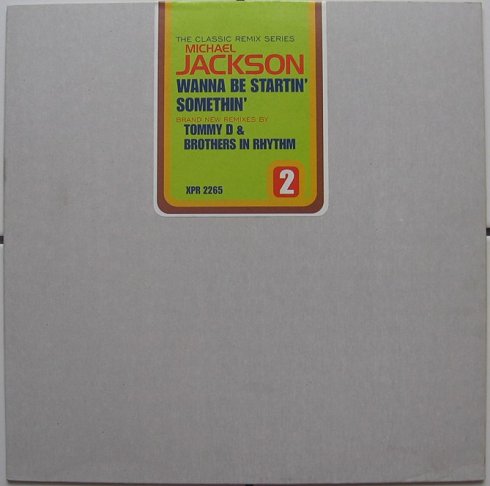 THE CLASSIC REMIX SERIES
MICHAEL
JACKSON
WANNA BE STARTIN'
SOMETHIN'
BRAND NEW REMIXES BY
TOMMY D &
BROTHERS IN RHYTHM
XPR 2265
2